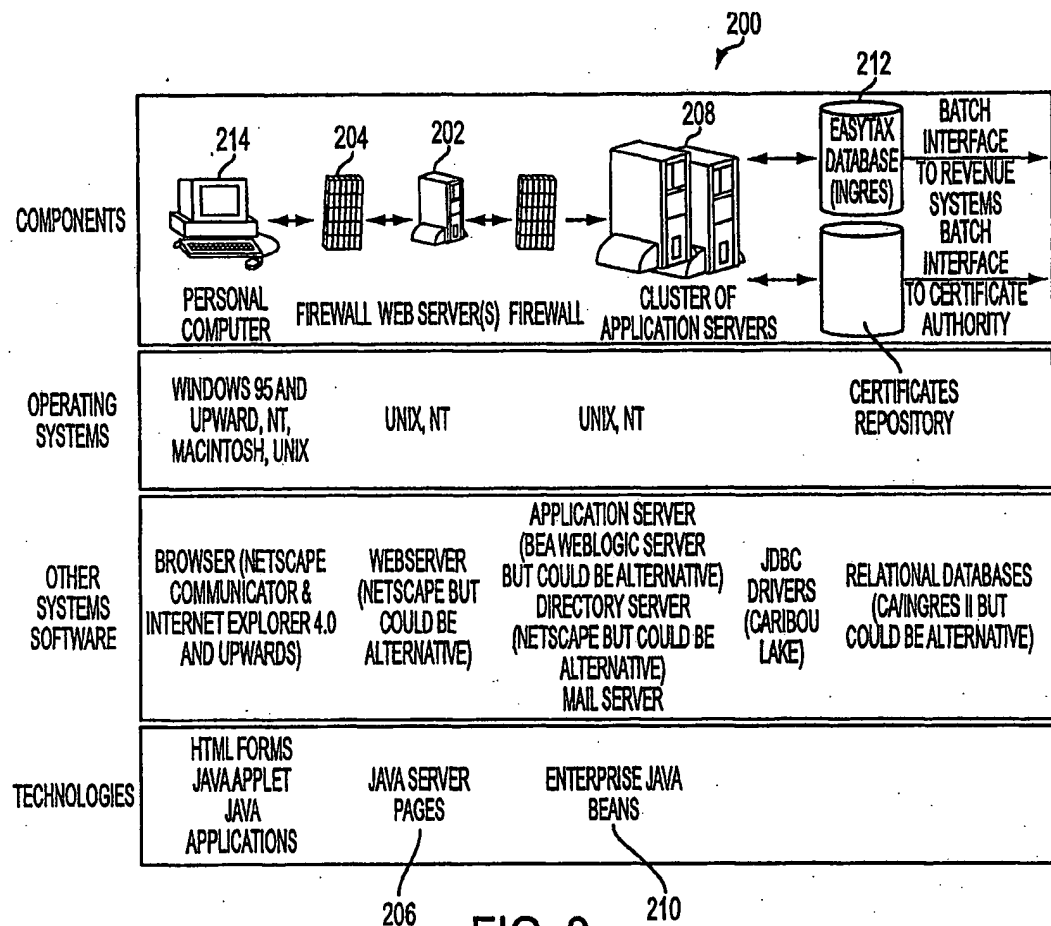 200
212
214
204
202
208
EASYTAX
DATABASE
(INGRES)
BATCH
INTERFACE
TO REVENUE
SYSTEMS
BATCH
INTERFACE
TO CERTIFICATE
AUTHORITY
COMPONENTS
PERSONAL
COMPUTER
FIREWALL
WEB SERVER(S)
FIREWALL
CLUSTER OF
APPLICATION SERVERS
OPERATING
SYSTEMS
WINDOWS 95 AND
UPWARD, NT,
MACINTOSH, UNIX
UNIX, NT
UNIX, NT
CERTIFICATES
REPOSITORY
OTHER
SYSTEMS
SOFTWARE
BROWSER (NETSCAPE
COMMUNICATOR &
INTERNET EXPLORER 4.0
AND UPWARDS)
WEBSERVER
(NETSCAPE BUT
COULD BE
ALTERNATIVE)
APPLICATION SERVER
(BEA WEBLOGIC SERVER
BUT COULD BE ALTERNATIVE)
DIRECTORY SERVER
(NETSCAPE BUT COULD BE
ALTERNATIVE)
MAIL SERVER
JDBC
DRIVERS
(CARIBOU
LAKE)
RELATIONAL DATABASES
(CA/INGRES II BUT
COULD BE ALTERNATIVE)
TECHNOLOGIES
HTML FORMS
JAVA APPLET
JAVA
APPLICATIONS
JAVA SERVER
PAGES
ENTERPRISE JAVA
BEANS
206
210